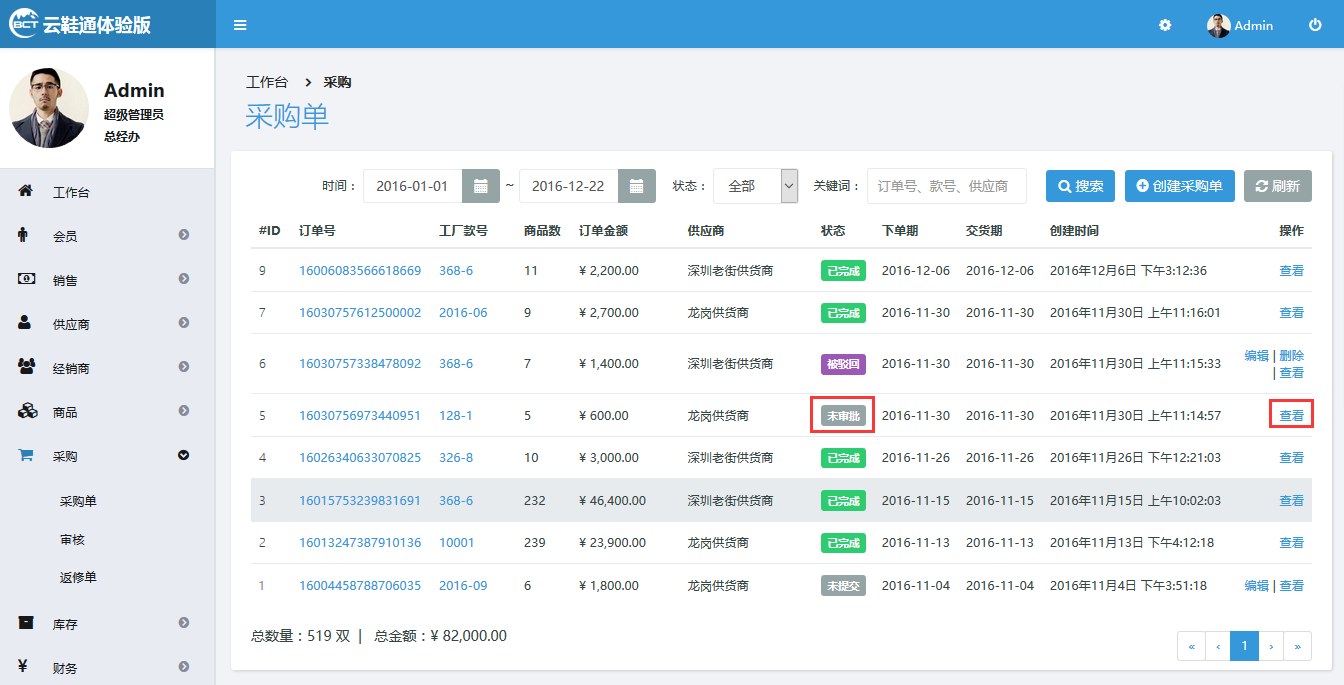 BCT 云鞋通体验版
Admin
Admin
超级管理员
总经办
工作台
会员
销售
供应商
经销商
商品
采购
采购单
审核
返修单
库存
¥ 财务
工作台 > 采购
采购单
时间： 2016-01-01 ~ 2016-12-22 状态： 全部 关键词： 订单号、款号、供应商 搜索 创建采购单 刷新
#ID 订单号 工厂款号 商品数 订单金额 供应商 状态 下单期 交货期 创建时间 操作
9 16006083566618669 368-6 11 ¥ 2,200.00 深圳老街供货商 已完成 2016-12-06 2016-12-06 2016年12月6日 下午3:12:36 查看
7 16030757612500002 2016-06 9 ¥ 2,700.00 龙岗供货商 已完成 2016-11-30 2016-11-30 2016年11月30日 上午11:16:01 查看
6 16030757338478092 368-6 7 ¥ 1,400.00 深圳老街供货商 被驳回 2016-11-30 2016-11-30 2016年11月30日 上午11:15:33 编辑 | 删除
| 查看
5 16030756973440951 128-1 5 ¥ 600.00 龙岗供货商 未审批 2016-11-30 2016-11-30 2016年11月30日 上午11:14:57 查看
4 16026340633070825 326-8 10 ¥ 3,000.00 深圳老街供货商 已完成 2016-11-26 2016-11-26 2016年11月26日 下午12:21:03 查看
3 16015753239831691 368-6 232 ¥ 46,400.00 深圳老街供货商 已完成 2016-11-15 2016-11-15 2016年11月15日 上午10:02:03 查看
2 16013247387910136 10001 239 ¥ 23,900.00 龙岗供货商 已完成 2016-11-13 2016-11-13 2016年11月13日 下午4:12:18 查看
1 16004458788706035 2016-09 6 ¥ 1,800.00 龙岗供货商 未提交 2016-11-04 2016-11-04 2016年11月4日 下午3:51:18 编辑 | 查看
总数量：519 双 | 总金额：¥ 82,000.00
« ‹ 1 › »